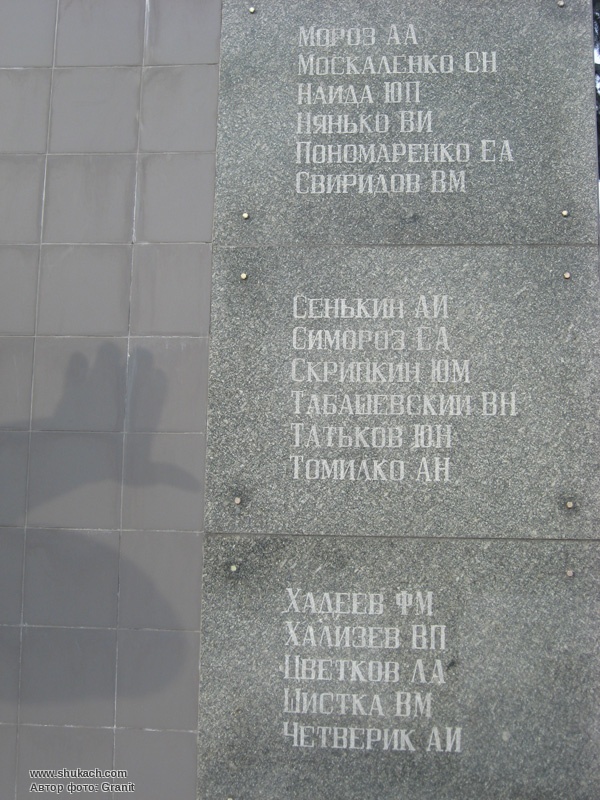 Мороз АА
Москаленко СН
Наида ЮП
Нянько ВИ
Пономаренко ЕА
Свиридов ВМ
Сенькин АИ
Симороз СА
Скрипкин ЮМ
Табашевский ВН
Татьков ЮН
Томилко АН
Хадеев ФМ
Хализев ВП
Цветков ЛА
Шистка ВМ
Четверик АИ
www.shukach.com
Автор фото: Granit